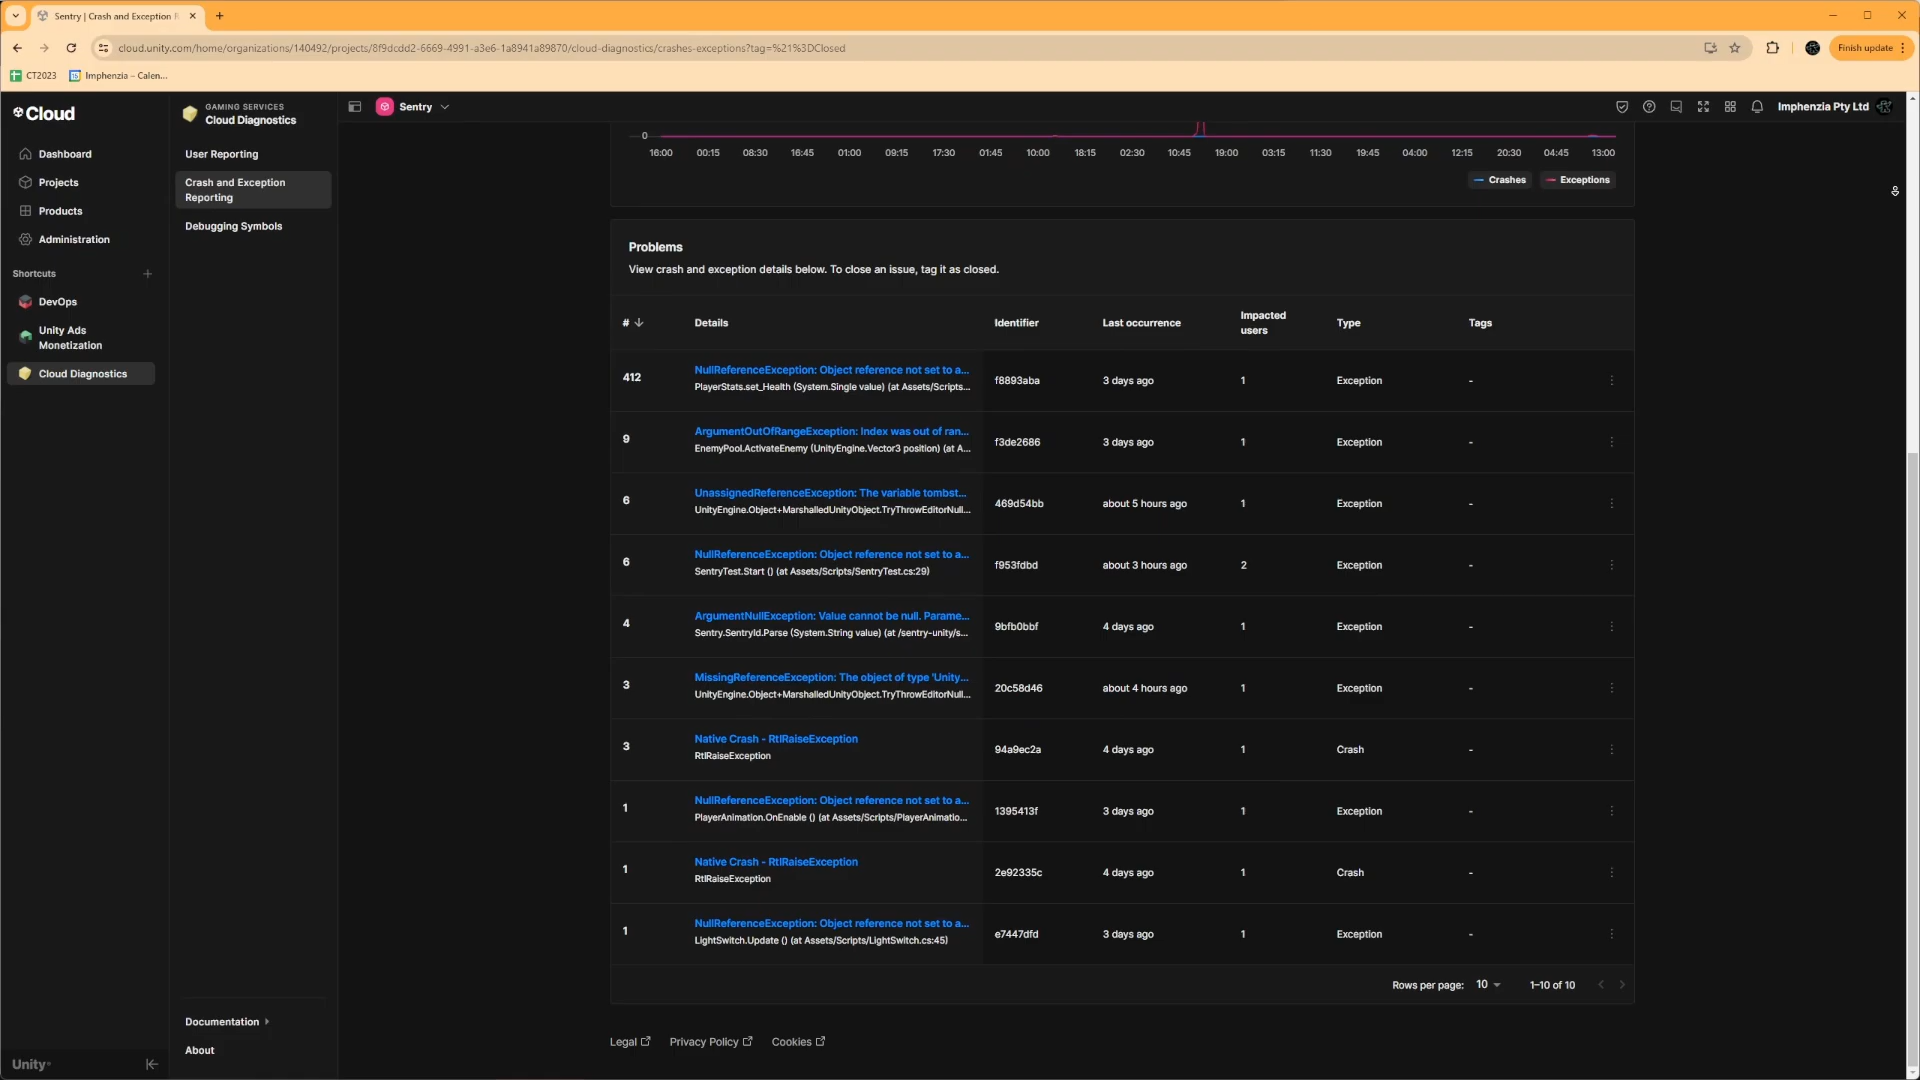 Sentry | Crash and Exception R
cloud.unity.com/home/organizations/140492/projects/8f9dcdd2-6669-4991-a3e6-1a8941a89870/cloud-diagnostics/crashes-exceptions?tag=%21%3DClosed
Finish update
CT2023
Imphenzia – Calen...
Cloud
Dashboard
Projects
Products
Administration
Shortcuts
DevOps
Unity Ads
Monetization
Cloud Diagnostics
Unity
GAMING SERVICES
Cloud Diagnostics
User Reporting
Crash and Exception
Reporting
Debugging Symbols
Documentation
About
Sentry
Imphenzia Pty Ltd
0
16:00 00:15 08:30 16:45 01:00 09:15 17:30 01:45 10:00 18:15 02:30 10:45 19:00 03:15 11:30 19:45 04:00 12:15 20:30 04:45 13:00
Crashes Exceptions
Problems
View crash and exception details below. To close an issue, tag it as closed.
# Details Identifier Last occurrence Impacted users Type Tags
412 NullReferenceException: Object reference not set to a... f8893aba 3 days ago 1 Exception -
PlayerStats.set_Health (System.Single value) (at Assets/Scripts...
9 ArgumentOutOfRangeException: Index was out of ran... f3de2686 3 days ago 1 Exception -
EnemyPool.ActivateEnemy (UnityEngine.Vector3 position) (at A...
6 UnassignedReferenceException: The variable tombst... 469d54bb about 5 hours ago 1 Exception -
UnityEngine.Object+MarshalledUnityObject.TryThrowEditorNull...
6 NullReferenceException: Object reference not set to a... f953fdbd about 3 hours ago 2 Exception -
SentryTest.Start () (at Assets/Scripts/SentryTest.cs:29)
4 ArgumentNullException: Value cannot be null. Parame... 9bfb0bbf 4 days ago 1 Exception -
Sentry.SentryId.Parse (System.String value) (at /sentry-unity/s...
3 MissingReferenceException: The object of type 'Unity... 20c58d46 about 4 hours ago 1 Exception -
UnityEngine.Object+MarshalledUnityObject.TryThrowEditorNull...
3 Native Crash - RtlRaiseException 94a9ec2a 4 days ago 1 Crash -
RtlRaiseException
1 NullReferenceException: Object reference not set to a... 1395413f 3 days ago 1 Exception -
PlayerAnimation.OnEnable () (at Assets/Scripts/PlayerAnimatio...
1 Native Crash - RtlRaiseException 2e92335c 4 days ago 1 Crash -
RtlRaiseException
1 NullReferenceException: Object reference not set to a... e7447dfd 3 days ago 1 Exception -
LightSwitch.Update () (at Assets/Scripts/LightSwitch.cs:45)
Rows per page: 10 1–10 of 10
Legal Privacy Policy Cookies